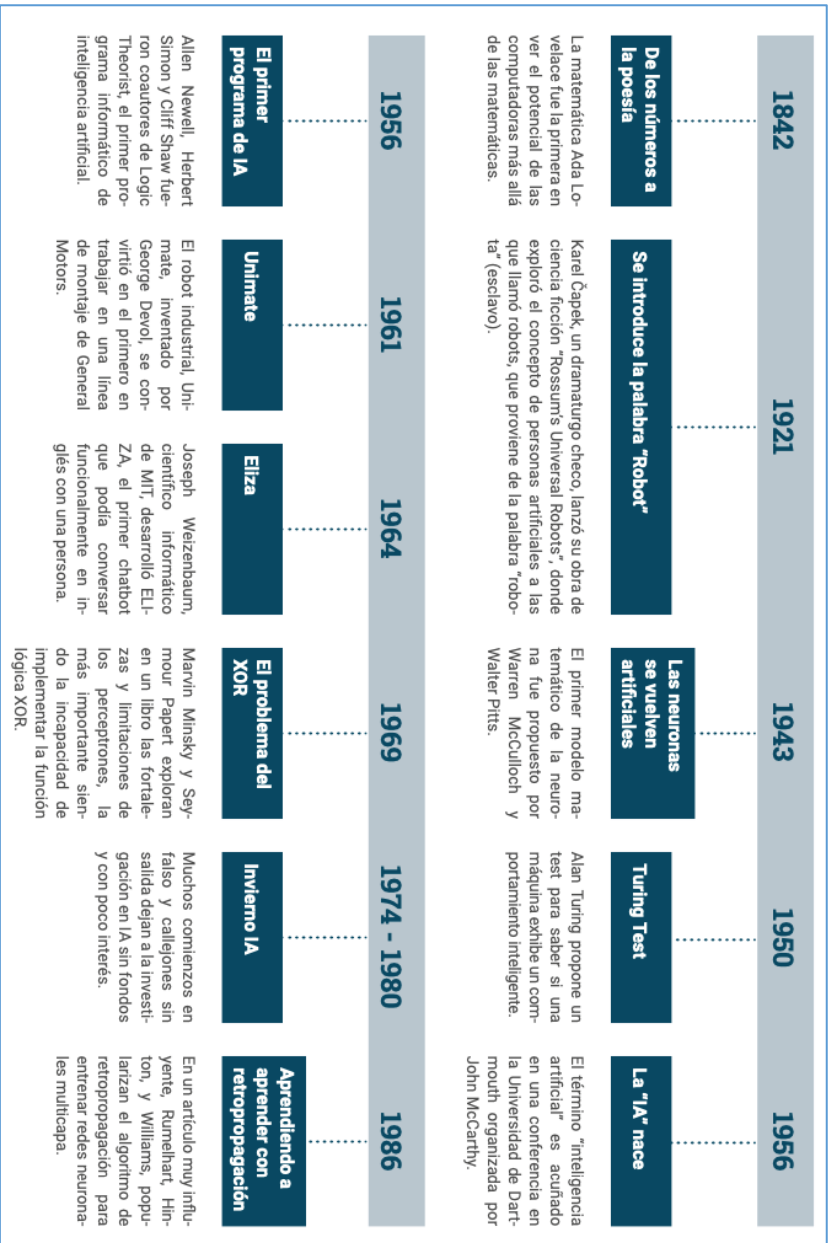 1842
De los números a
la poesía
La matemática Ada Lo-
velace fue la primera en
ver el potencial de las
computadoras más allá
de las matemáticas.
1921
Se introduce la palabra "Robot"
Karel Čapek, un dramaturgo checo, lanzó su obra de
ciencia ficción "Rossum's Universal Robots", donde
exploró el concepto de personas artificiales a las
que llamó robots, que proviene de la palabra "robo-
ta" (esclavo).
1943
Las neuronas
se vuelven
artificiales
El primer modelo ma-
temático de la neuro-
na fue propuesto por
Warren McCulloch y
Walter Pitts.
1950
Turing Test
Alan Turing propone un
test para saber si una
máquina exhibe un com-
portamiento inteligente.
1956
La "IA" nace
El término "inteligencia
artificial" es acuñado
en una conferencia en
la Universidad de Dart-
mouth organizada por
John McCarthy.
1956
El primer
programa de IA
Allen Newell, Herbert
Simon y Cliff Shaw fue-
ron coautores de Logic
Theorist, el primer pro-
grama informático de
inteligencia artificial.
1961
Unimate
El robot industrial, Uni-
mate, inventado por
George Devol, se con-
virtió en el primero en
trabajar en una línea
de montaje de General
Motors.
1964
Eliza
Joseph Weizenbaum,
científico informático
de MIT, desarrolló ELI-
ZA, el primer chatbot
que podía conversar
funcionalmente en in-
glés con una persona.
1969
El problema del
XOR
Marvin Minsky y Sey-
mour Papert exploran
en un libro las fortale-
zas y limitaciones de
los perceptrones, la
más importante sien-
do la incapacidad de
implementar la función
lógica XOR.
1974 - 1980
Invierno IA
Muchos comienzos en
falso y callejones sin
salida dejan a la investi-
gación en IA sin fondos
y con poco interés.
1986
Aprendiendo a
aprender con
retropropagación
En un artículo muy influ-
yente, Rumelhart, Hin-
ton, y Williams, popu-
larizan el algoritmo de
retropropagación para
entrenar redes neurona-
les multicapa.